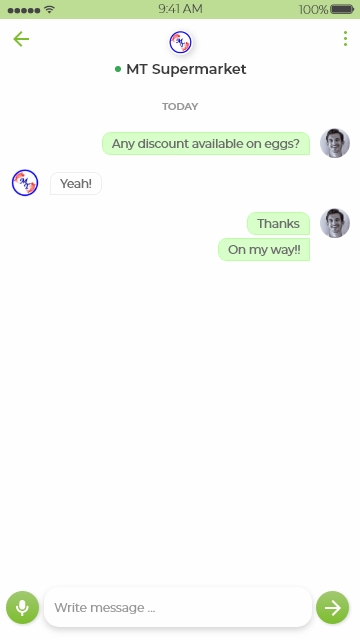 9:41 AM
100%
MT Supermarket
TODAY
Any discount available on eggs?
Yeah!
Thanks
On my way!!
Write message ...